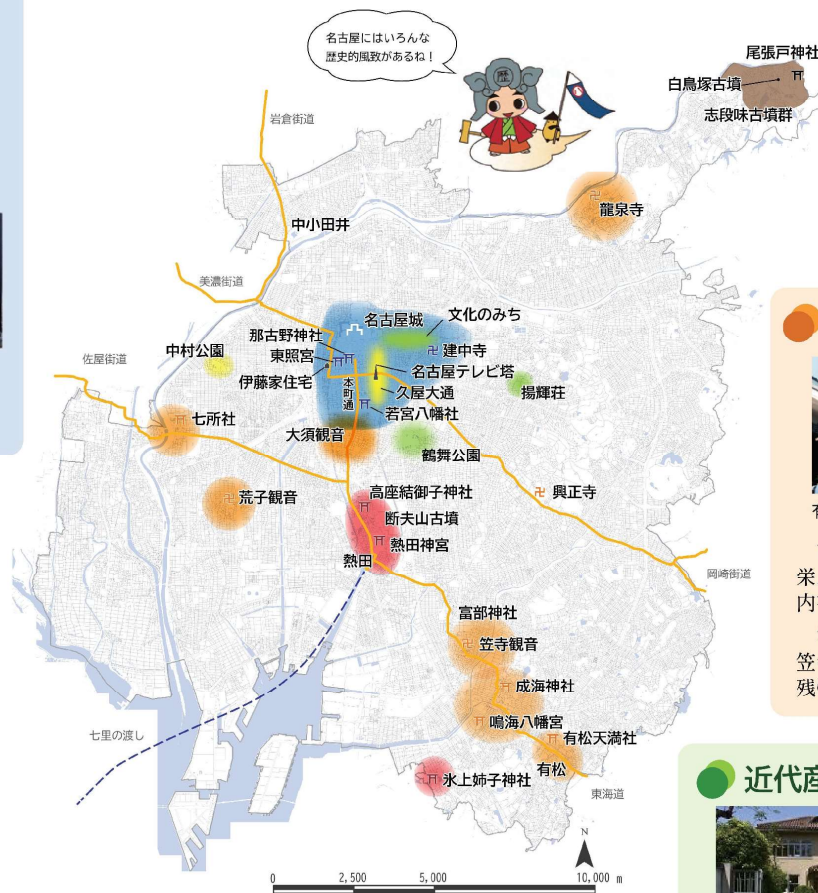 名古屋にはいろんな
歴史的風致があるね！
歴
尾張戸神社
白鳥塚古墳
志段味古墳群
岩倉街道
龍泉寺
中小田井
美濃街道
名古屋城
文化のみち
那古野神社
建中寺
中村公園
東照宮
名古屋テレビ塔
佐屋街道
伊藤家住宅
本町通
久屋大通
揚輝荘
若宮八幡社
七所社
大須観音
鶴舞公園
高座結御子神社
興正寺
荒子観音
断夫山古墳
熱田神宮
熱田
岡崎街道
有
栄
内
富部神社
笠寺観音
笠
残
成海神社
鳴海八幡宮
七里の渡し
有松天満社
有松
氷上姉子神社
東海道
近代産
N
0 2,500 5,000 10,000 m